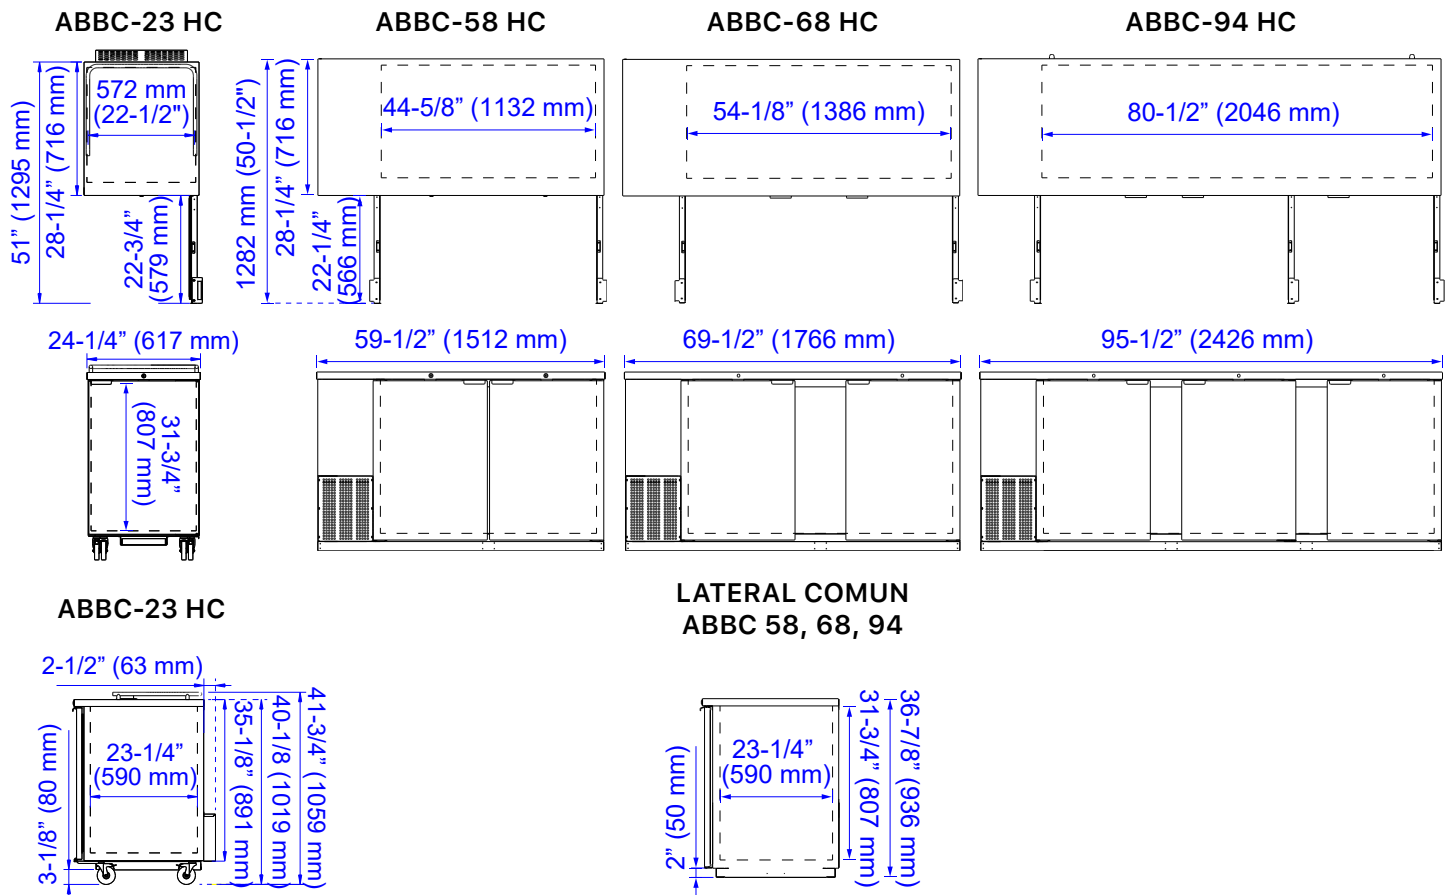 ABBC-23 HC
ABBC-58 HC
ABBC-68 HC
ABBC-94 HC
51” (1295 mm)
28-1/4” (716 mm)
572 mm
(22-1/2")
22-3/4”
(579 mm)
1282 mm (50-1/2”)
28-1/4” (716 mm)
22-1/4”
(566 mm)
44-5/8” (1132 mm)
54-1/8” (1386 mm)
80-1/2” (2046 mm)
24-1/4” (617 mm)
31-3/4”
(807 mm)
59-1/2” (1512 mm)
69-1/2” (1766 mm)
95-1/2” (2426 mm)
ABBC-23 HC
2-1/2” (63 mm)
3-1/8” (80 mm)
23-1/4”
(590 mm)
35-1/8” (891 mm)
40-1/8 (1019 mm)
41-3/4” (1059 mm)
LATERAL COMUN
ABBC 58, 68, 94
2” (50 mm)
23-1/4”
(590 mm)
31-3/4” (807 mm)
36-7/8” (936 mm)